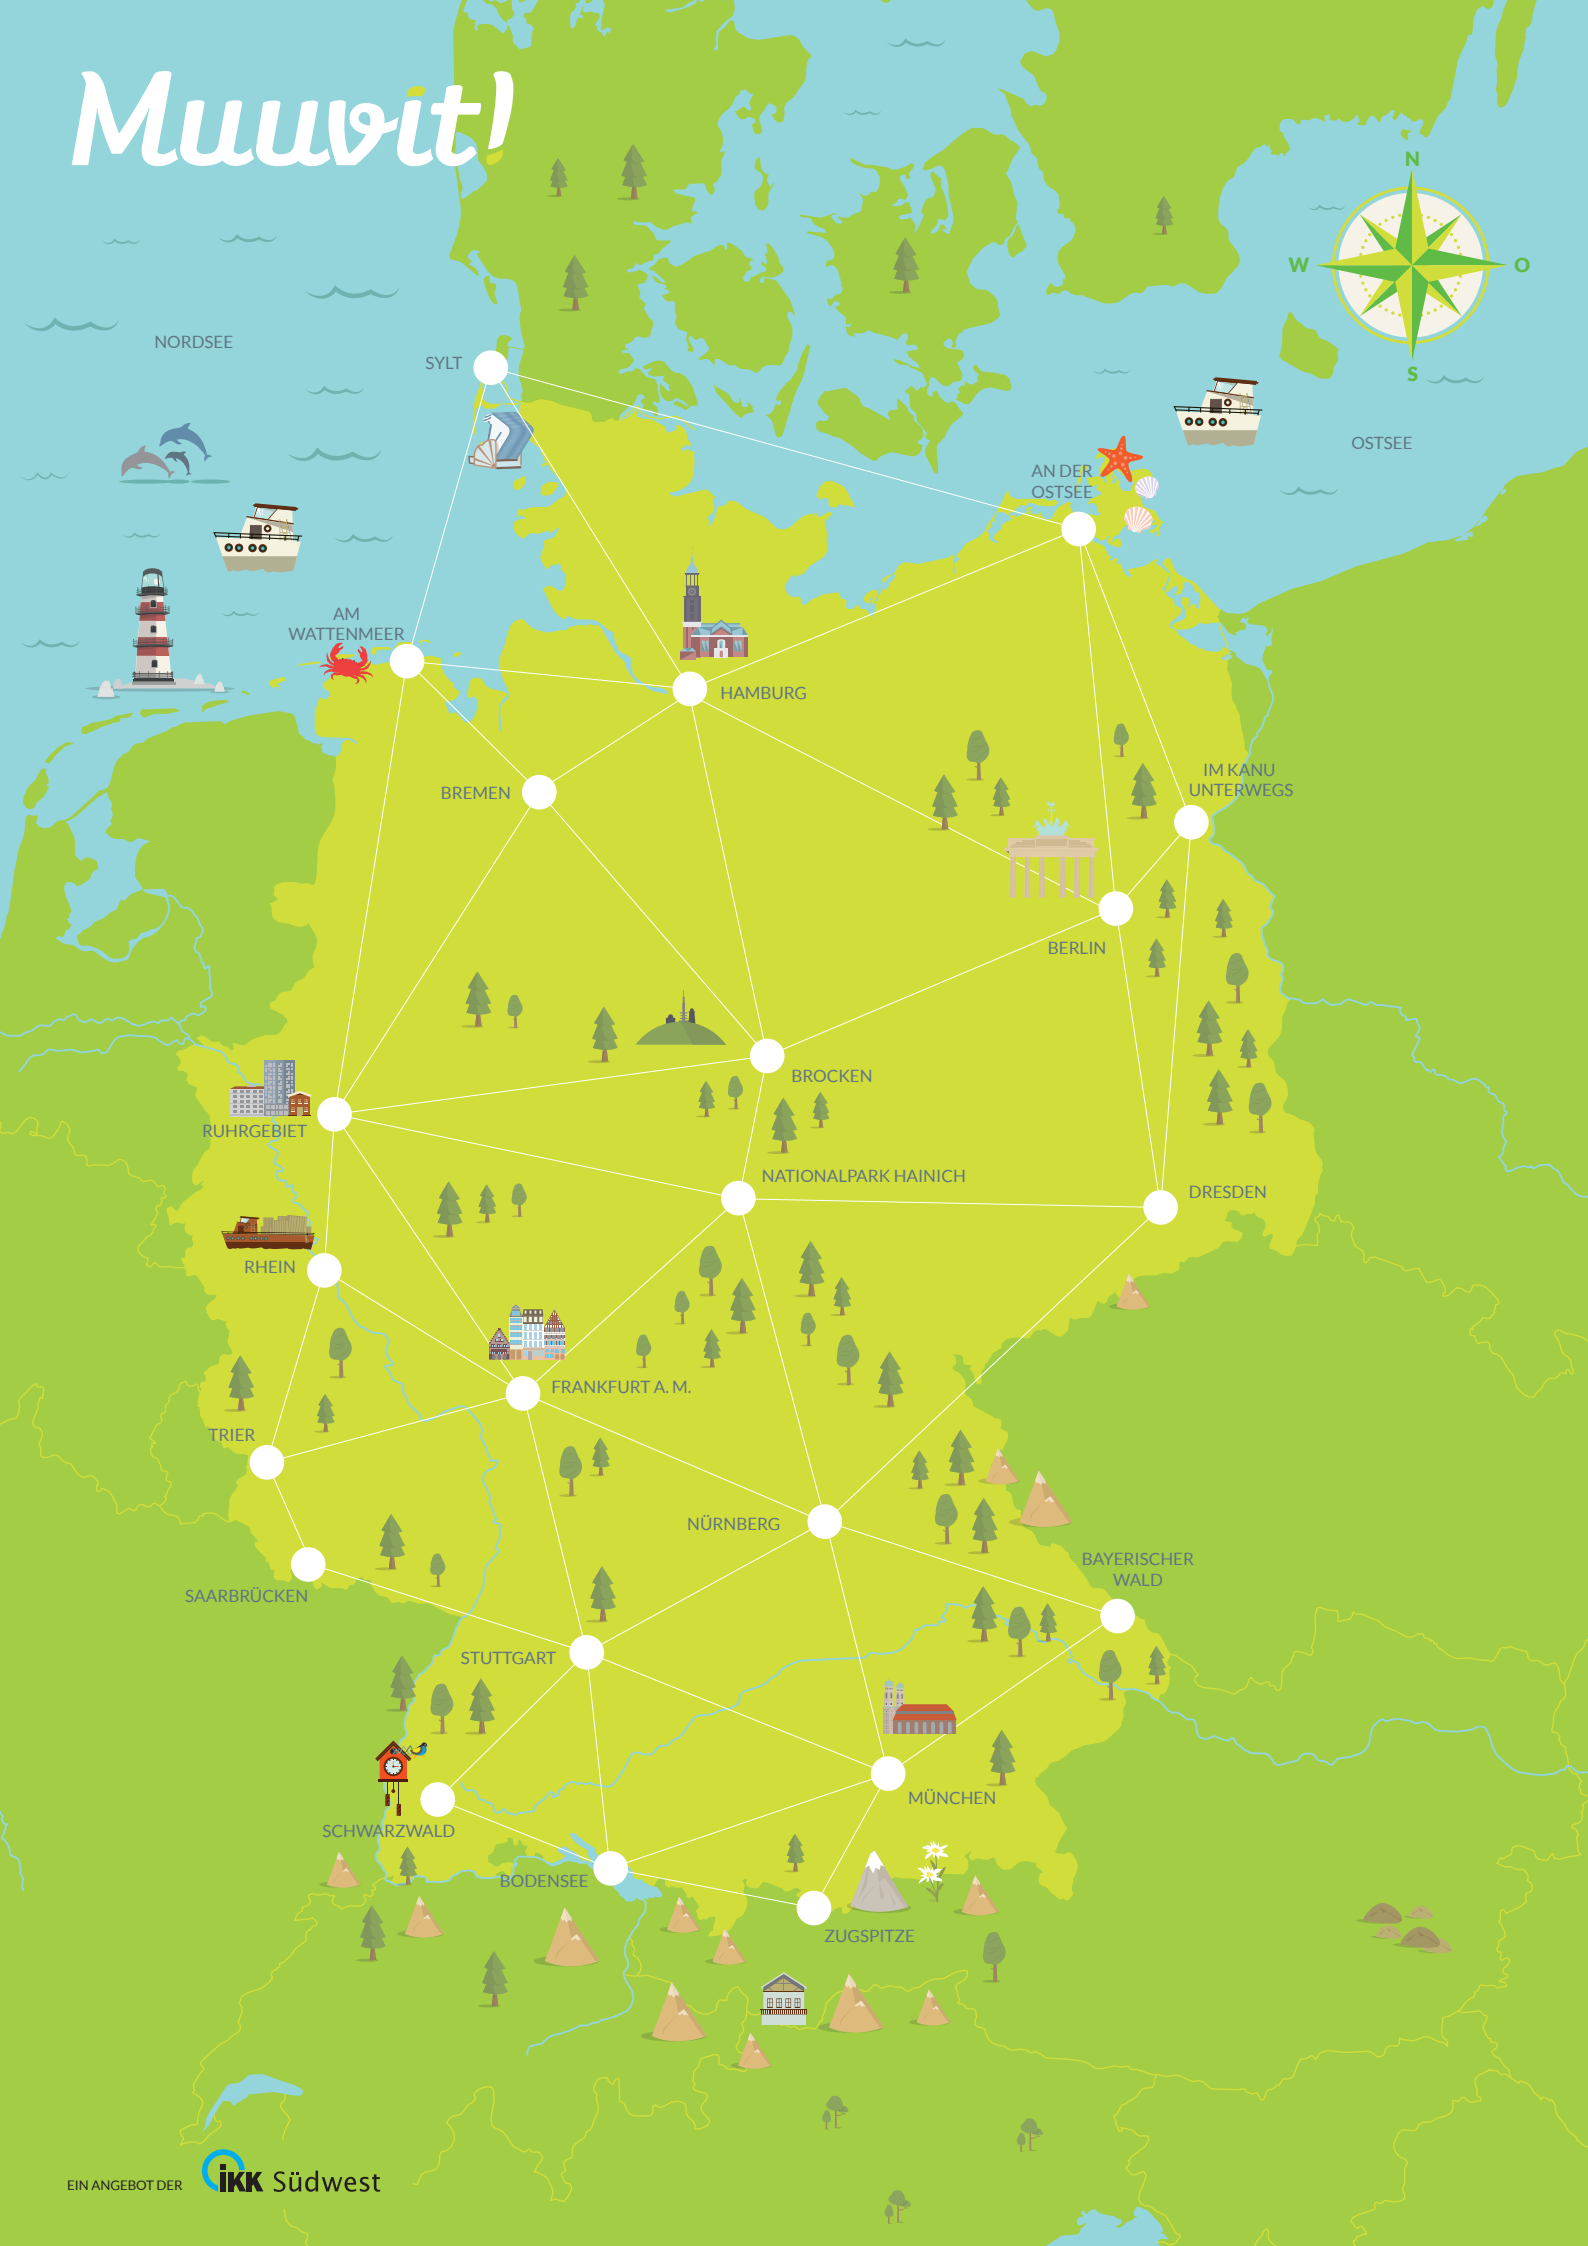 Muuvit!
N
W
O
S
NORDSEE
SYLT
OSTSEE
AN DER
OSTSEE
AM
WATTENMEER
HAMBURG
IM KANU
UNTERWEGS
BREMEN
BERLIN
BROCKEN
RUHRGEBIET
NATIONALPARK HAINICH
DRESDEN
RHEIN
FRANKFURT A. M.
TRIER
NÜRNBERG
BAYERISCHER
WALD
SAARBRÜCKEN
STUTTGART
MÜNCHEN
SCHWARZWALD
BODENSEE
ZUGSPITZE
EIN ANGEBOT DER
iKK Südwest